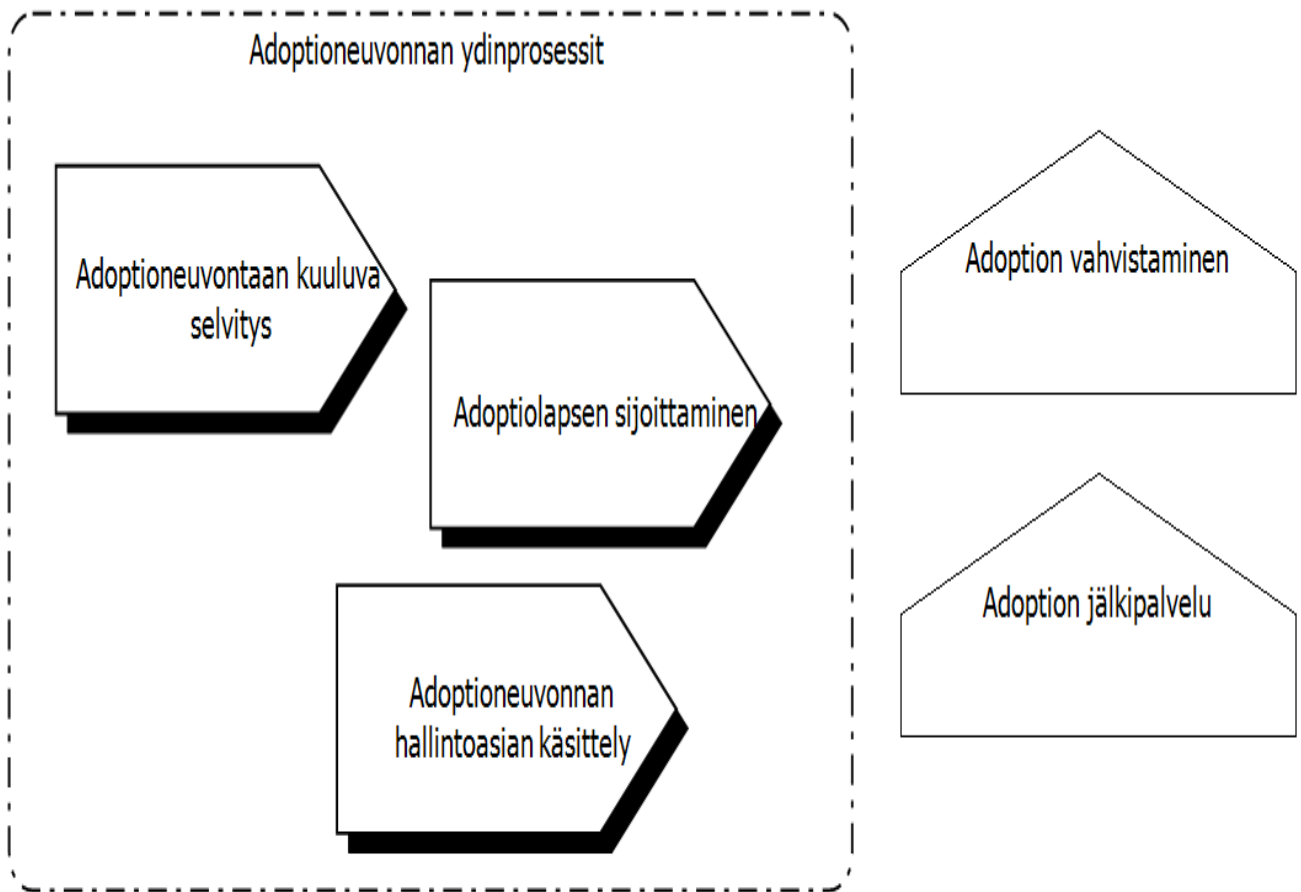 Adoptioneuvonnan ydinprosessit
Adoptioneuvontaan kuuluva
selvitys
Adoptiolapsen sijoittaminen
Adoptioneuvonnan
hallintoasian käsittely
Adoption vahvistaminen
Adoption jälkipalvelu